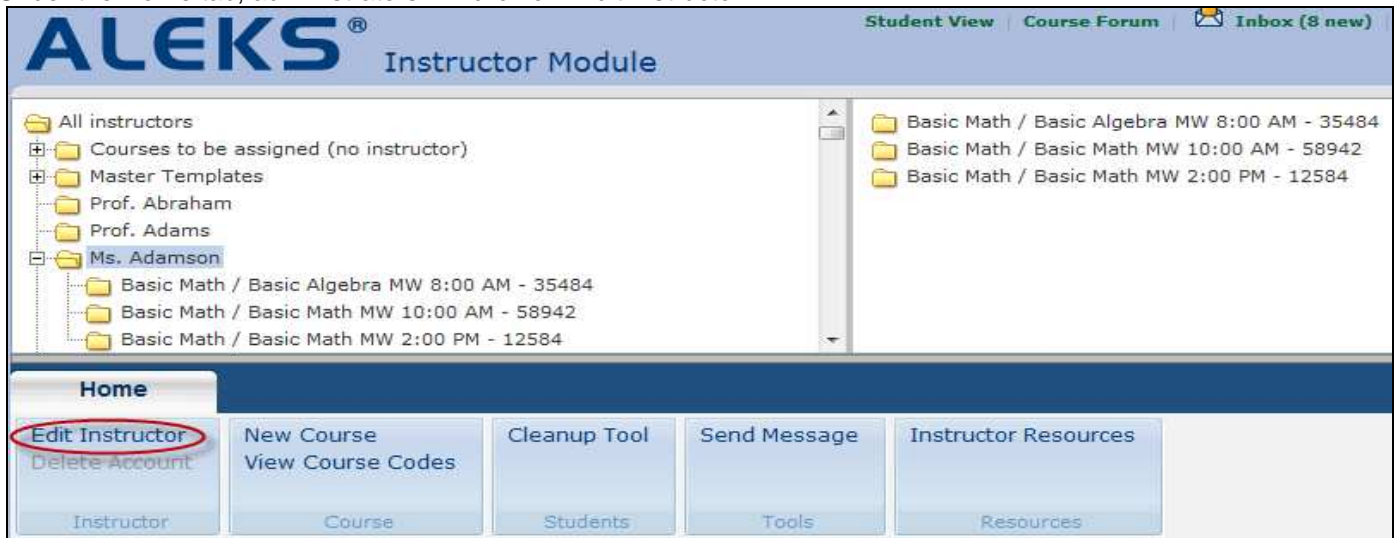 ALEKS®
Instructor Module
Student View
Course Forum
Inbox (8 new)
All instructors
Courses to be assigned (no instructor)
Master Templates
Prof. Abraham
Prof. Adams
Ms. Adamson
Basic Math / Basic Algebra MW 8:00 AM - 35484
Basic Math / Basic Math MW 10:00 AM - 58942
Basic Math / Basic Math MW 2:00 PM - 12584
Basic Math / Basic Algebra MW 8:00 AM - 35484
Basic Math / Basic Math MW 10:00 AM - 58942
Basic Math / Basic Math MW 2:00 PM - 12584
Home
Edit Instructor
Delete Account
Instructor
New Course
View Course Codes
Course
Cleanup Tool
Students
Send Message
Tools
Instructor Resources
Resources